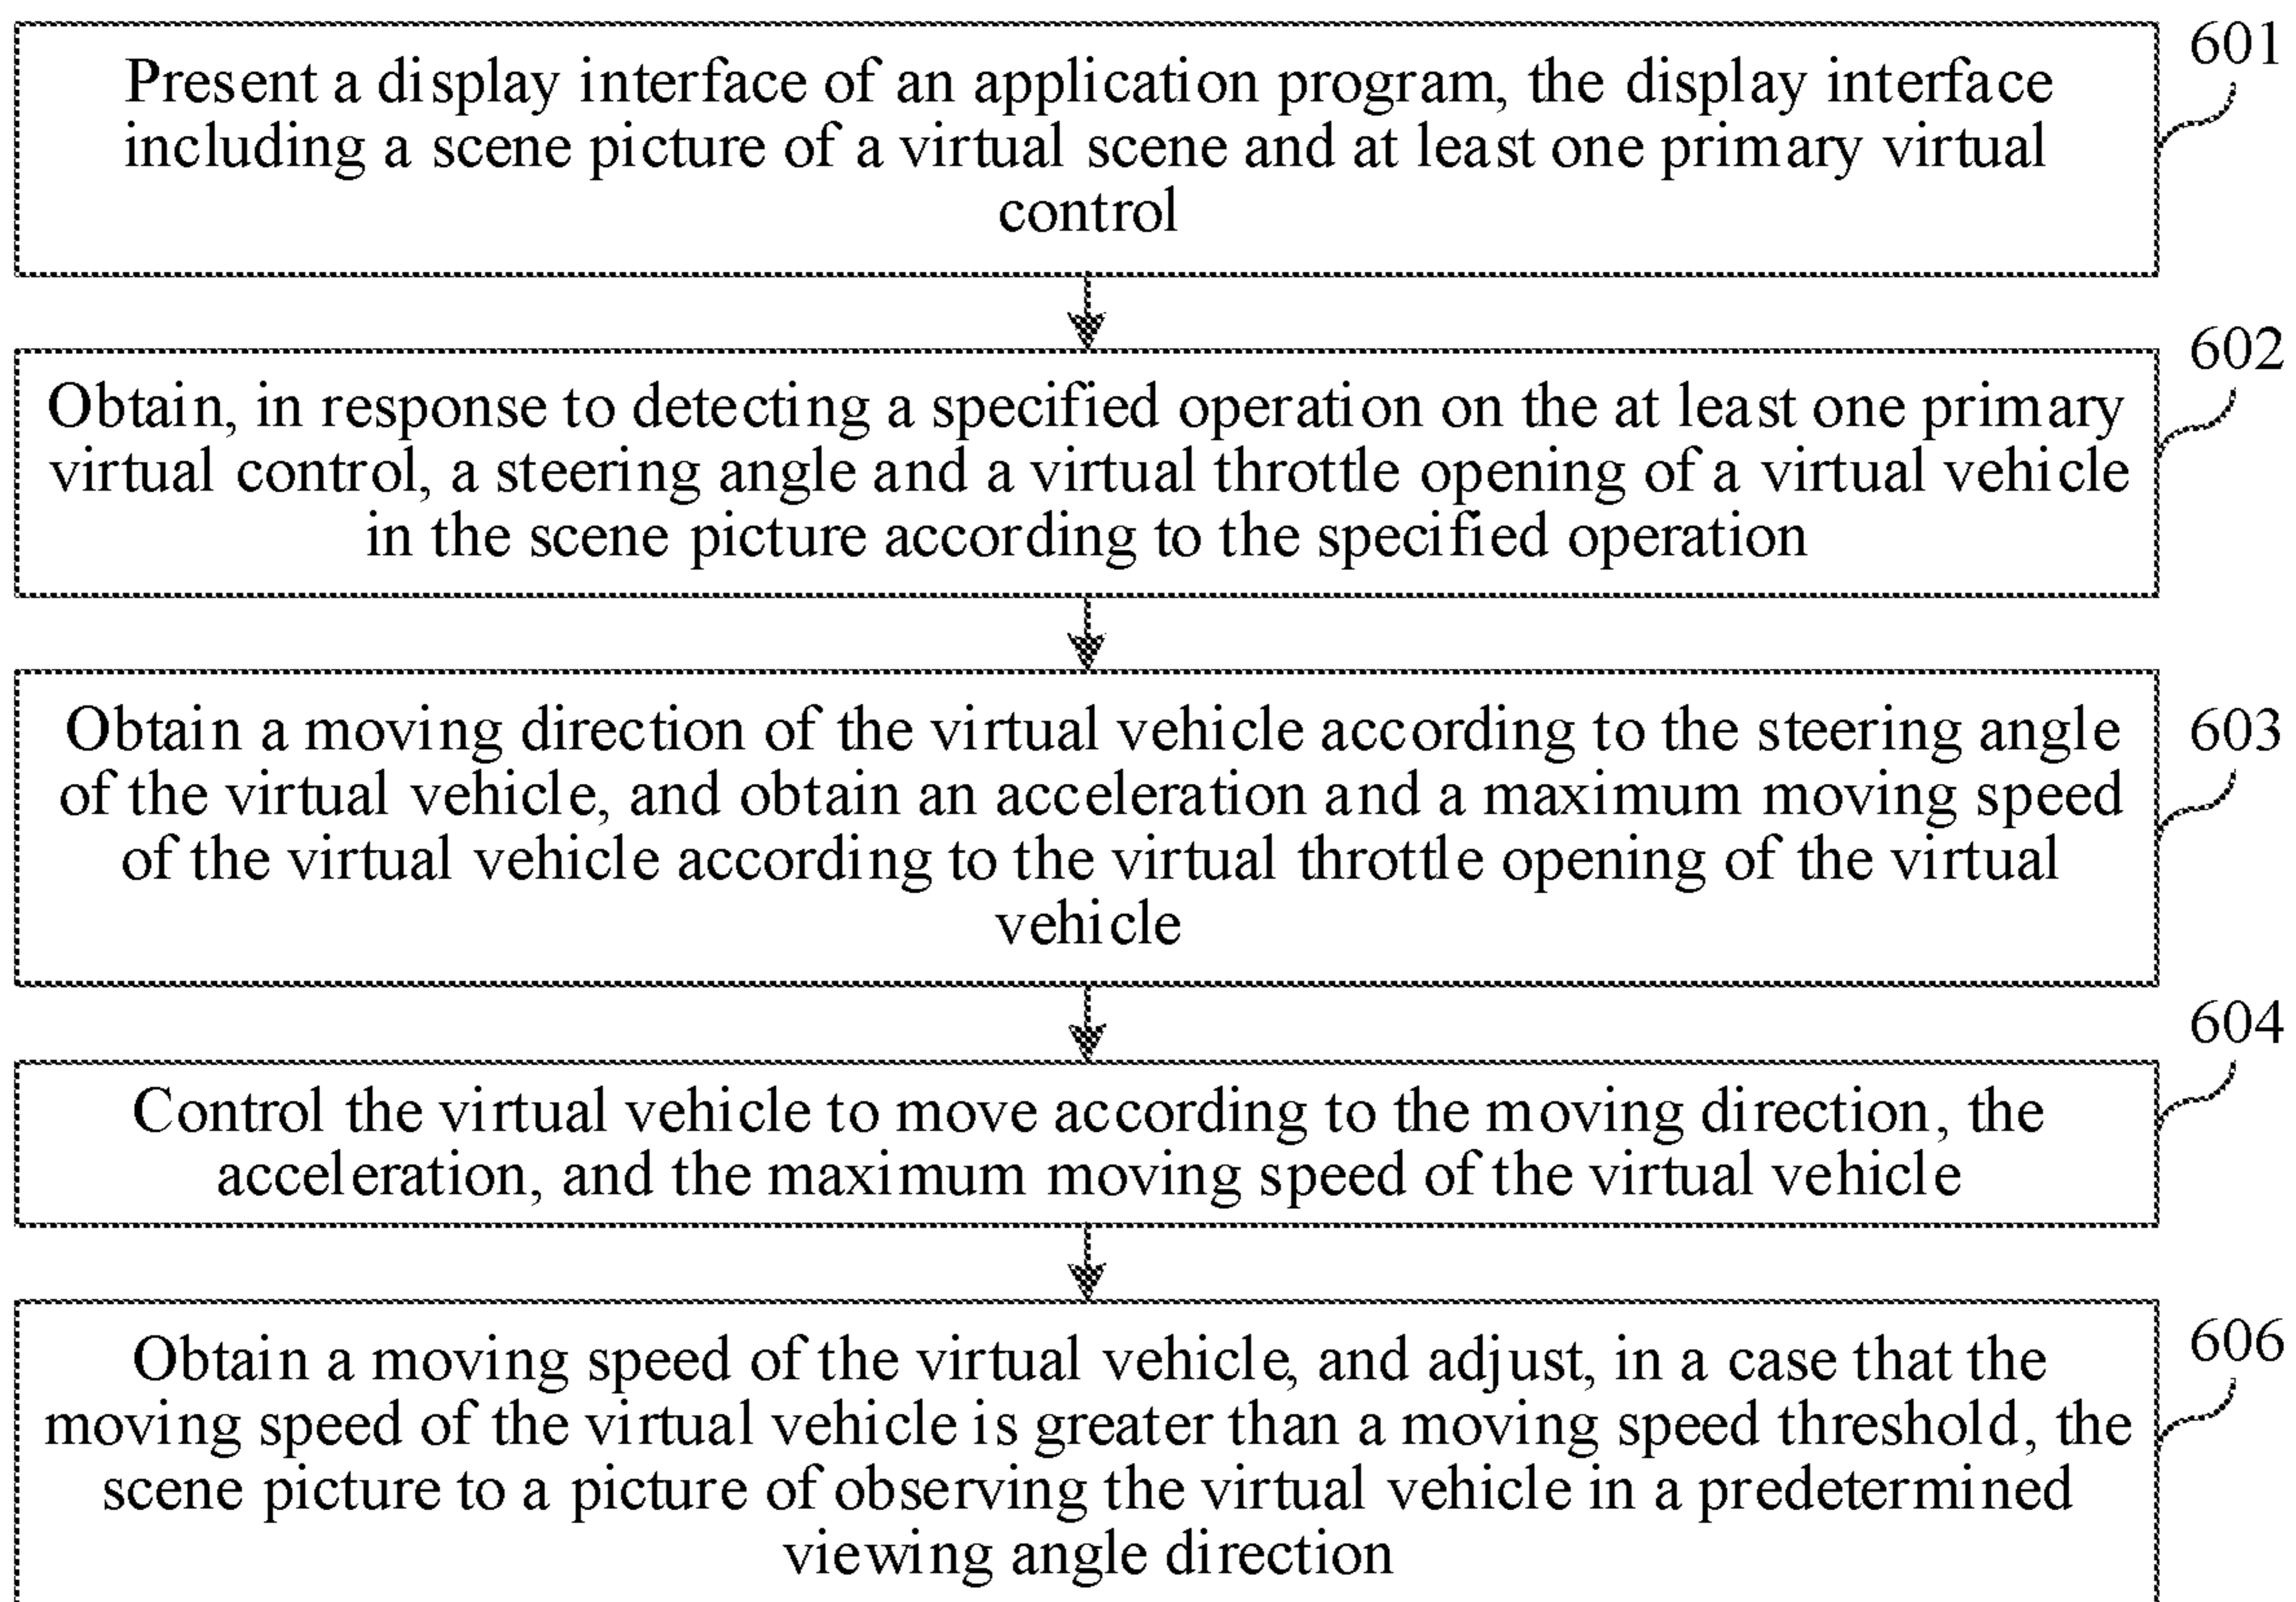 Present a display interface of an application program, the display interface
including a scene picture of a virtual scene and at least one primary virtual
control
601
Obtain, in response to detecting a specified operation on the at least one primary
virtual control, a steering angle and a virtual throttle opening of a virtual vehicle
in the scene picture according to the specified operation
602
Obtain a moving direction of the virtual vehicle according to the steering angle
of the virtual vehicle, and obtain an acceleration and a maximum moving speed
of the virtual vehicle according to the virtual throttle opening of the virtual
vehicle
603
Control the virtual vehicle to move according to the moving direction, the
acceleration, and the maximum moving speed of the virtual vehicle
604
Obtain a moving speed of the virtual vehicle, and adjust, in a case that the
moving speed of the virtual vehicle is greater than a moving speed threshold, the
scene picture to a picture of observing the virtual vehicle in a predetermined
viewing angle direction
606